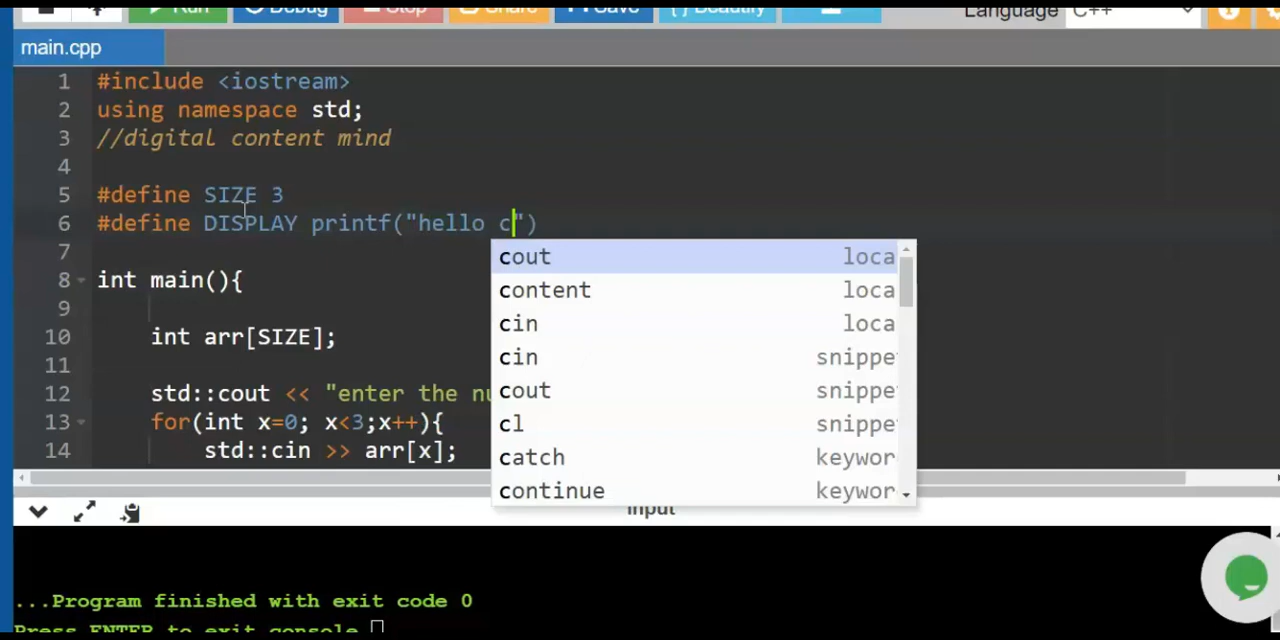 Run Debug Stop Share Save { } Beautify Language C++
main.cpp
1 #include <iostream>
2 using namespace std;
3 //digital content mind
4
5 #define SIZE 3
6 #define DISPLAY printf("hello c")
7
8 int main(){
9
10 int arr[SIZE];
11
12 std::cout << "enter the nu
13 for(int x=0; x<3;x++){
14 std::cin >> arr[x];
cout loca
content loca
cin loca
cin snippe
cout snippe
cl snippe
catch keywor
continue keywor
input
...Program finished with exit code 0
Press ENTER to exit console.